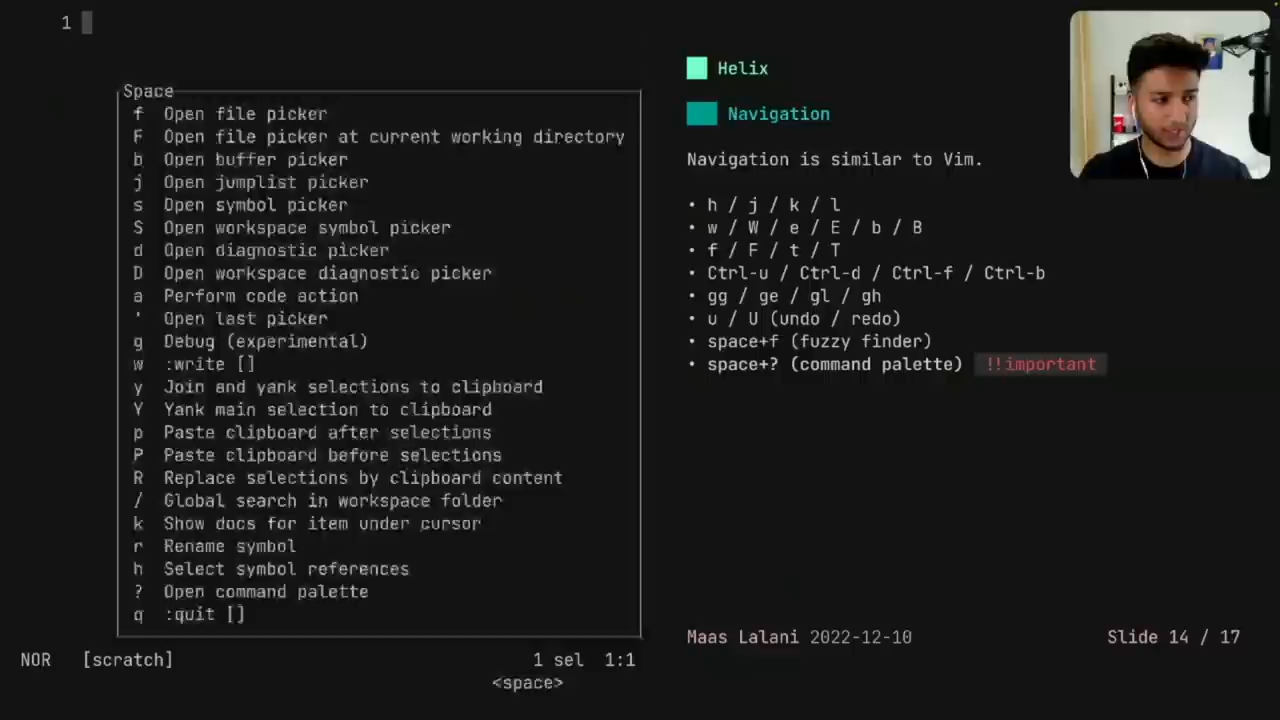 1
Space
f Open file picker
F Open file picker at current working directory
b Open buffer picker
j Open jumplist picker
s Open symbol picker
S Open workspace symbol picker
d Open diagnostic picker
D Open workspace diagnostic picker
a Perform code action
' Open last picker
g Debug (experimental)
w :write []
y Join and yank selections to clipboard
Y Yank main selection to clipboard
p Paste clipboard after selections
P Paste clipboard before selections
R Replace selections by clipboard content
/ Global search in workspace folder
k Show docs for item under cursor
r Rename symbol
h Select symbol references
? Open command palette
q :quit []
NOR [scratch] 1 sel 1:1
<space>
Helix
Navigation
Navigation is similar to Vim.
• h / j / k / l
• w / W / e / E / b / B
• f / F / t / T
• Ctrl-u / Ctrl-d / Ctrl-f / Ctrl-b
• gg / ge / gl / gh
• u / U (undo / redo)
• space+f (fuzzy finder)
• space+? (command palette) !!important
Maas Lalani 2022-12-10 Slide 14 / 17